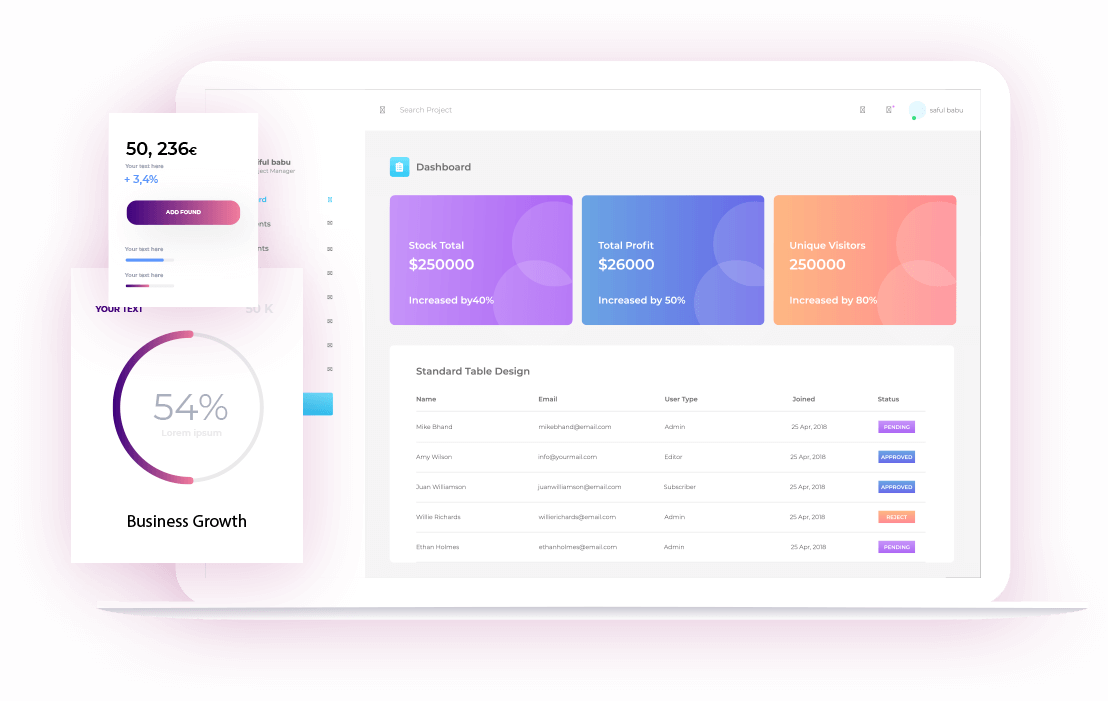 Search Project
saful babu
50, 236€
Your text here
+ 3,4%
ADD FOUND
Your text here
Your text here
YOUR TEXT
50 K
54%
Lorem ipsum
Business Growth
Dashboard
Stock Total
$250000
Increased by40%
Total Profit
$26000
Increased by 50%
Unique Visitors
250000
Increased by 80%
Standard Table Design
Name Email User Type Joined Status
Mike Bhand mikebhand@email.com Admin 25 Apr, 2018 PENDING
Amy Wilson info@yourmail.com Editor 25 Apr, 2018 APPROVED
Juan Williamson juanwilliamson@email.com Subscriber 25 Apr, 2018 APPROVED
Willie Richards willierichards@email.com Admin 25 Apr, 2018 REJECT
Ethan Holmes ethanholmes@email.com Admin 25 Apr, 2018 PENDING
babu
Manager